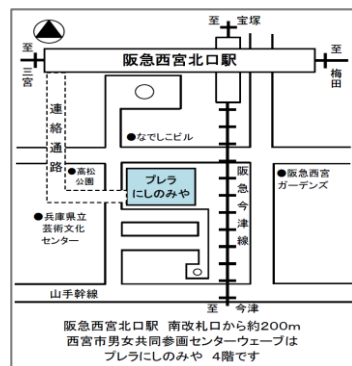 至
宝塚
至
三宮
阪急西宮北口駅
至
梅田
連絡通路
●なでしこビル
●高松
公園
プレラ
にしのみや
阪急今津線
●阪急西宮
ガーデンズ
●兵庫県立
芸術文化
センター
山手幹線
至
今津
阪急西宮北口駅 南改札口から約200m
西宮市男女共同参画センターウェーブは
プレラにしのみや 4階です